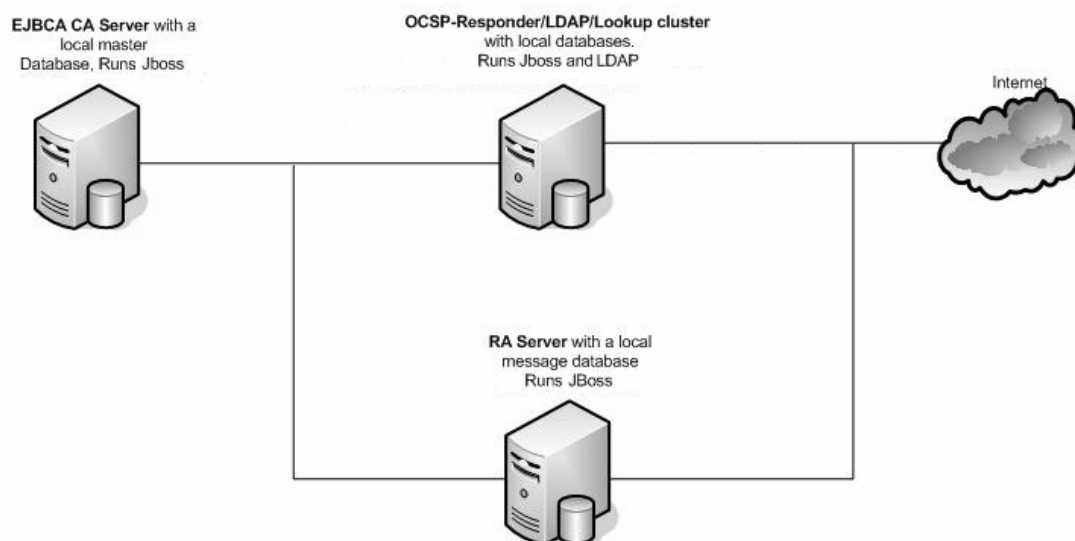 EJBCA CA Server with a
local master
Database, Runs Jboss
OCSP-Responder/LDAP/Lookup cluster
with local databases.
Runs Jboss and LDAP
Internet
RA Server with a local
message database
Runs JBoss